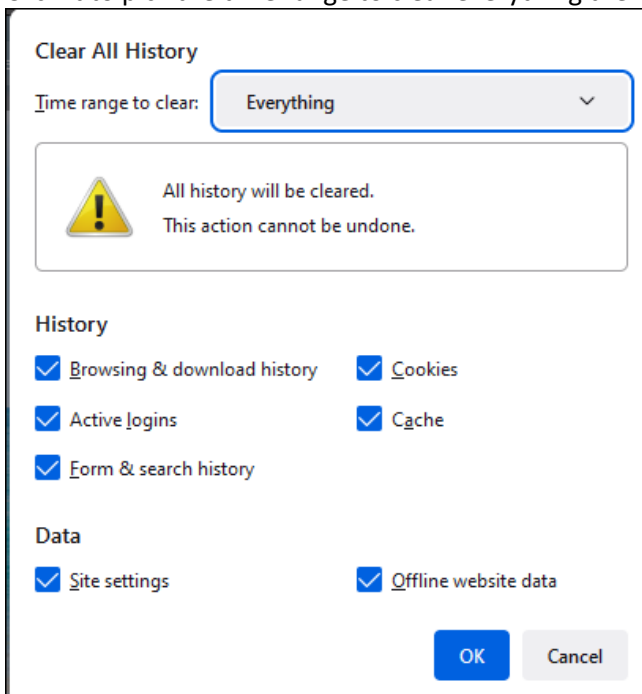 Clear All History
Time range to clear: Everything
All history will be cleared.
This action cannot be undone.
History
Browsing & download history Cookies
Active logins Cache
Form & search history
Data
Site settings Offline website data
OK Cancel